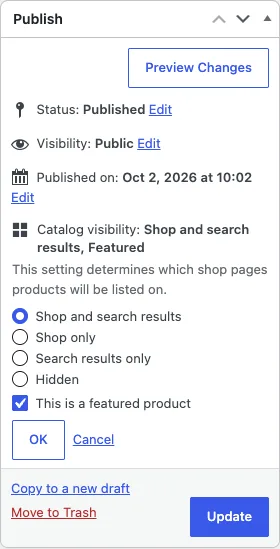 Publish
Preview Changes
Status: Published Edit
Visibility: Public Edit
Published on: Oct 2, 2026 at 10:02
Edit
Catalog visibility: Shop and search
results, Featured
This setting determines which shop pages
products will be listed on.
Shop and search results
Shop only
Search results only
Hidden
This is a featured product
OK Cancel
Copy to a new draft
Move to Trash
Update